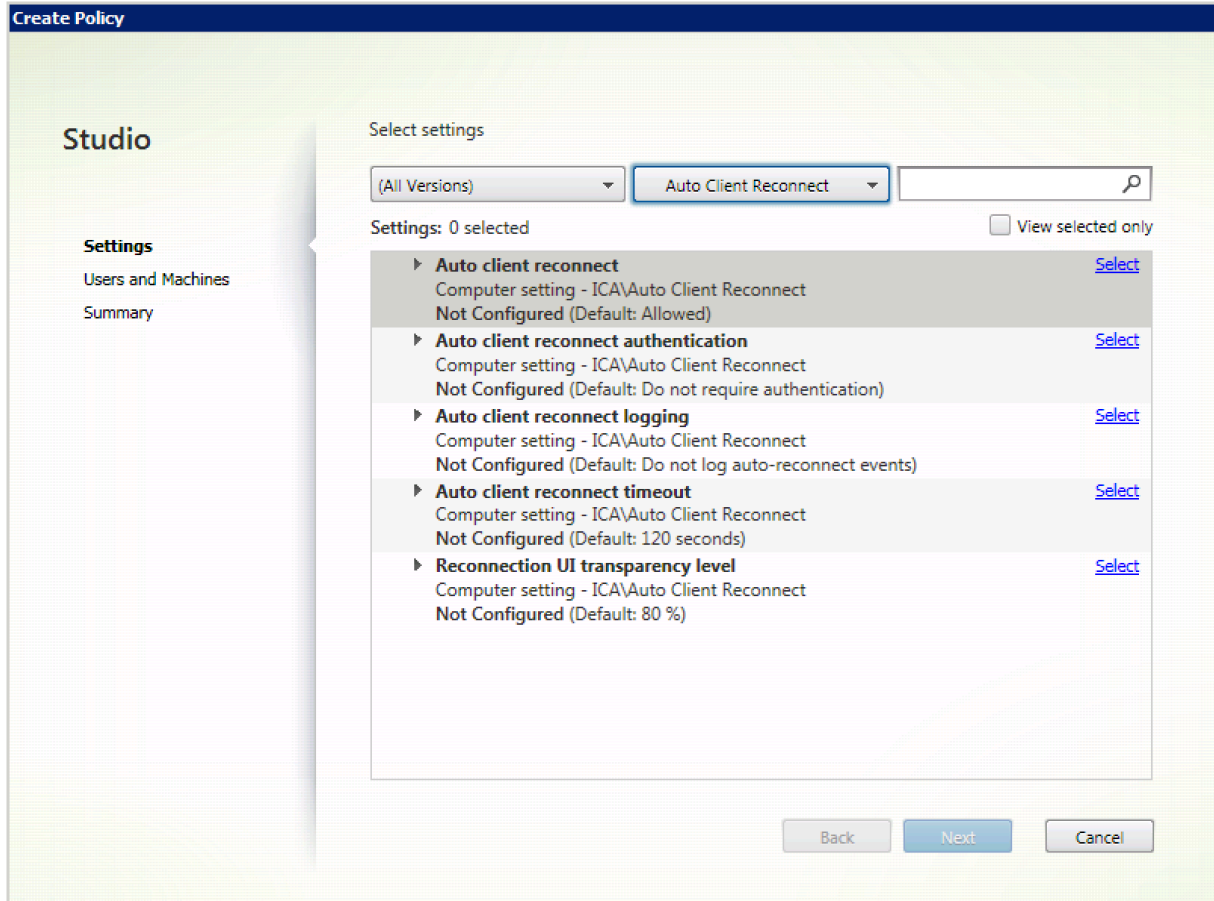 Create Policy
Studio
Settings
Users and Machines
Summary
Select settings
(All Versions)
Auto Client Reconnect
Settings: 0 selected
View selected only
Auto client reconnect
Select
Computer setting - ICA\Auto Client Reconnect
Not Configured (Default: Allowed)
Auto client reconnect authentication
Select
Computer setting - ICA\Auto Client Reconnect
Not Configured (Default: Do not require authentication)
Auto client reconnect logging
Select
Computer setting - ICA\Auto Client Reconnect
Not Configured (Default: Do not log auto-reconnect events)
Auto client reconnect timeout
Select
Computer setting - ICA\Auto Client Reconnect
Not Configured (Default: 120 seconds)
Reconnection UI transparency level
Select
Computer setting - ICA\Auto Client Reconnect
Not Configured (Default: 80 %)
Back
Next
Cancel